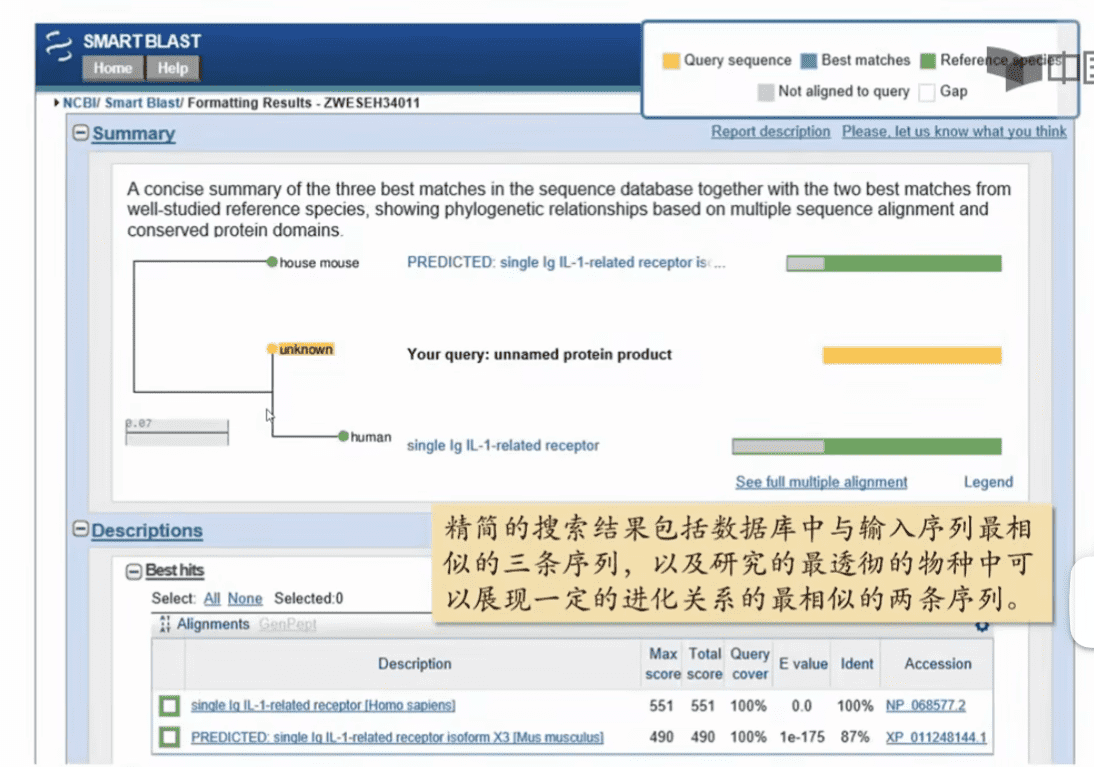 SMARTBLAST
Home Help
Query sequence Best matches Reference species
Not aligned to query Gap
NCBI/ Smart Blast/ Formatting Results - ZWESEH34011
Summary
Report description Please, let us know what you think
A concise summary of the three best matches in the sequence database together with the two best matches from
well-studied reference species, showing phylogenetic relationships based on multiple sequence alignment and
conserved protein domains.
house mouse PREDICTED: single Ig IL-1-related receptor is...
unknown Your query: unnamed protein product
0.07
human single Ig IL-1-related receptor
See full multiple alignment Legend
精简的搜索结果包括数据库中与输入序列最相
似的三条序列，以及研究的最透彻的物种中可
以展现一定的进化关系的最相似的两条序列。
Descriptions
Best hits
Select: All None Selected:0
Alignments GenPept
Description Max score Total score Query cover E value Ident Accession
single Ig IL-1-related receptor [Homo sapiens] 551 551 100% 0.0 100% NP_068577.2
PREDICTED: single Ig IL-1-related receptor isoform X3 [Mus musculus] 490 490 100% 1e-175 87% XP_011248144.1